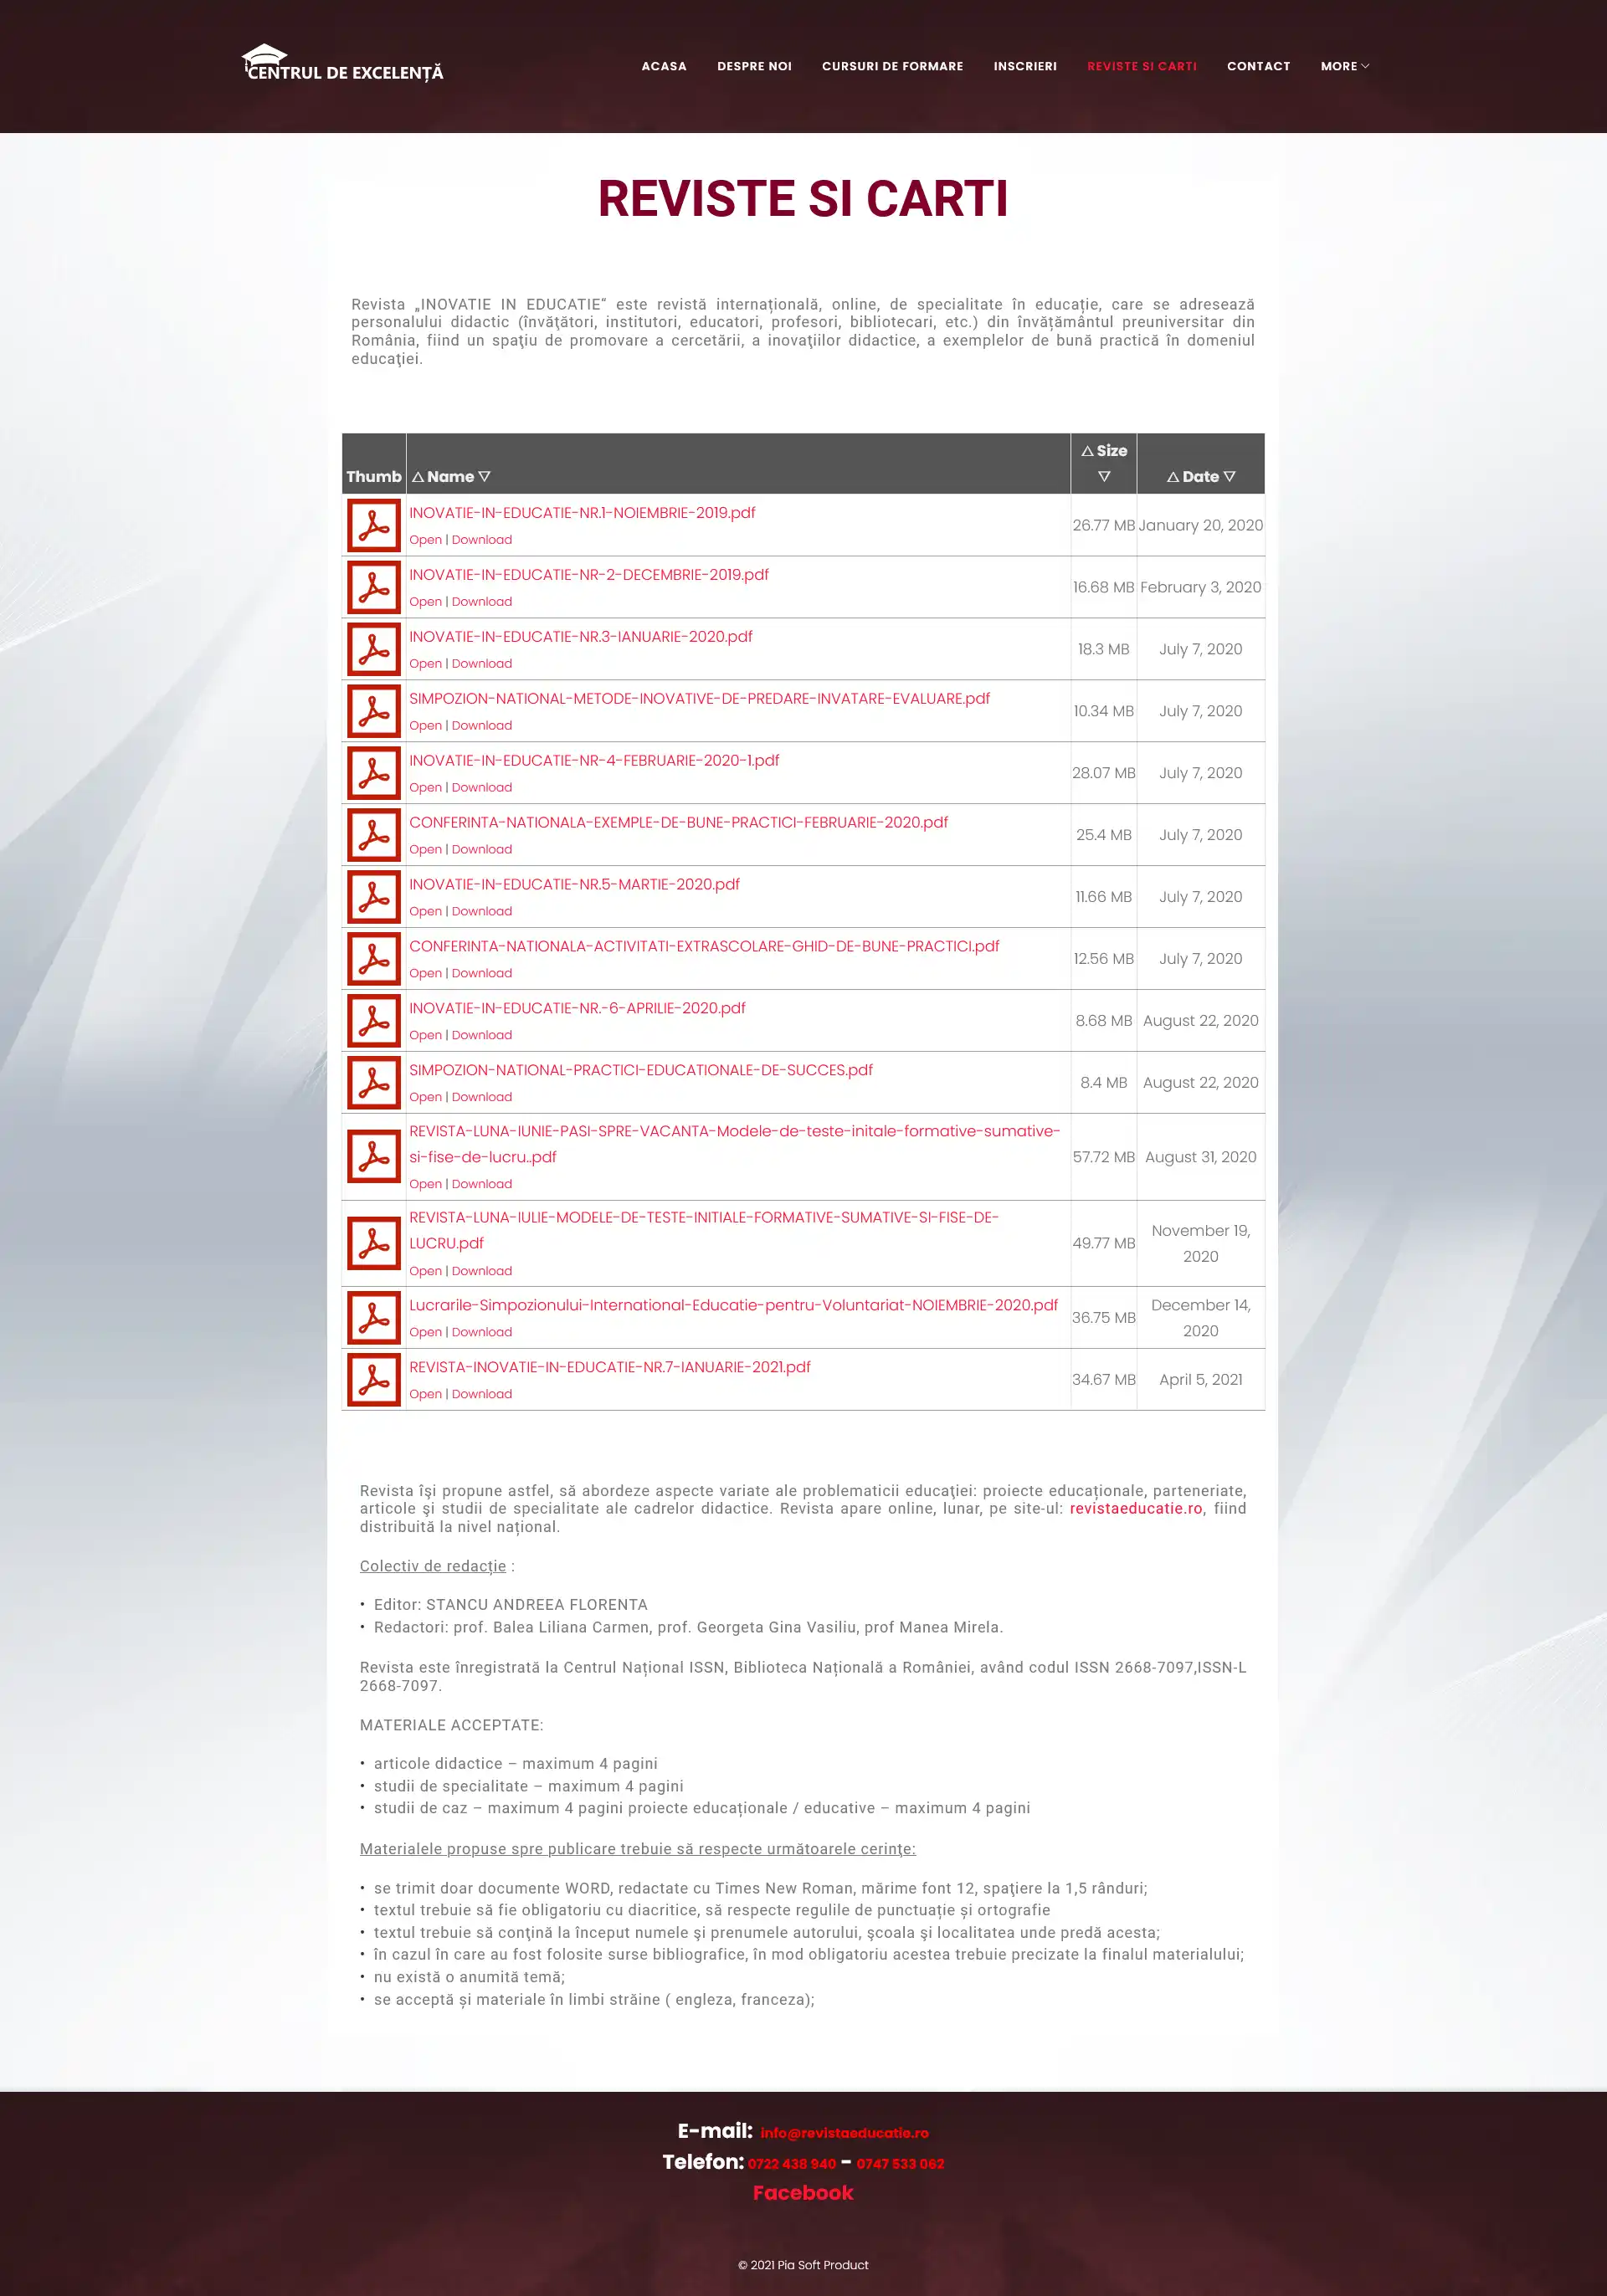 CENTRUL DE EXCELENȚĂ
ACASA DESPRE NOI CURSURI DE FORMARE INSCRIERI REVISTE SI CARTI CONTACT MORE
REVISTE SI CARTI
Revista „INOVATIE IN EDUCATIE” este revistă internațională, online, de specialitate în educație, care se adresează
personalului didactic (învăţători, institutori, educatori, profesori, bibliotecari, etc.) din învățământul preuniversitar din
România, fiind un spaţiu de promovare a cercetării, a inovaţiilor didactice, a exemplelor de bună practică în domeniul
educaţiei.
Thumb △ Name ▽ △ Size ▽ △ Date ▽
INOVATIE-IN-EDUCATIE-NR.1-NOIEMBRIE-2019.pdf
Open | Download
26.77 MB January 20, 2020
INOVATIE-IN-EDUCATIE-NR-2-DECEMBRIE-2019.pdf
Open | Download
16.68 MB February 3, 2020
INOVATIE-IN-EDUCATIE-NR.3-IANUARIE-2020.pdf
Open | Download
18.3 MB July 7, 2020
SIMPOZION-NATIONAL-METODE-INOVATIVE-DE-PREDARE-INVATARE-EVALUARE.pdf
Open | Download
10.34 MB July 7, 2020
INOVATIE-IN-EDUCATIE-NR-4-FEBRUARIE-2020-1.pdf
Open | Download
28.07 MB July 7, 2020
CONFERINTA-NATIONALA-EXEMPLE-DE-BUNE-PRACTICI-FEBRUARIE-2020.pdf
Open | Download
25.4 MB July 7, 2020
INOVATIE-IN-EDUCATIE-NR.5-MARTIE-2020.pdf
Open | Download
11.66 MB July 7, 2020
CONFERINTA-NATIONALA-ACTIVITATI-EXTRASCOLARE-GHID-DE-BUNE-PRACTICI.pdf
Open | Download
12.56 MB July 7, 2020
INOVATIE-IN-EDUCATIE-NR.-6-APRILIE-2020.pdf
Open | Download
8.68 MB August 22, 2020
SIMPOZION-NATIONAL-PRACTICI-EDUCATIONALE-DE-SUCCES.pdf
Open | Download
8.4 MB August 22, 2020
REVISTA-LUNA-IUNIE-PASI-SPRE-VACANTA-Modele-de-teste-initale-formative-sumative-
si-fise-de-lucru..pdf
Open | Download
57.72 MB August 31, 2020
REVISTA-LUNA-IULIE-MODELE-DE-TESTE-INITIALE-FORMATIVE-SUMATIVE-SI-FISE-DE-
LUCRU.pdf
Open | Download
49.77 MB November 19,
2020
Lucrarile-Simpozionului-International-Educatie-pentru-Voluntariat-NOIEMBRIE-2020.pdf
Open | Download
36.75 MB December 14,
2020
REVISTA-INOVATIE-IN-EDUCATIE-NR.7-IANUARIE-2021.pdf
Open | Download
34.67 MB April 5, 2021
Revista îşi propune astfel, să abordeze aspecte variate ale problematicii educaţiei: proiecte educaționale, parteneriate,
articole şi studii de specialitate ale cadrelor didactice. Revista apare online, lunar, pe site-ul: revistaeducatie.ro, fiind
distribuită la nivel național.
Colectiv de redacție :
• Editor: STANCU ANDREEA FLORENTA
• Redactori: prof. Balea Liliana Carmen, prof. Georgeta Gina Vasiliu, prof Manea Mirela.
Revista este înregistrată la Centrul Național ISSN, Biblioteca Națională a României, având codul ISSN 2668-7097,ISSN-L
2668-7097.
MATERIALE ACCEPTATE:
• articole didactice – maximum 4 pagini
• studii de specialitate – maximum 4 pagini
• studii de caz – maximum 4 pagini proiecte educaționale / educative – maximum 4 pagini
Materialele propuse spre publicare trebuie să respecte următoarele cerinţe:
• se trimit doar documente WORD, redactate cu Times New Roman, mărime font 12, spaţiere la 1,5 rânduri;
• textul trebuie să fie obligatoriu cu diacritice, să respecte regulile de punctuație și ortografie
• textul trebuie să conţină la început numele şi prenumele autorului, şcoala şi localitatea unde predă acesta;
• în cazul în care au fost folosite surse bibliografice, în mod obligatoriu acestea trebuie precizate la finalul materialului;
• nu există o anumită temă;
• se acceptă și materiale în limbi străine ( engleza, franceza);
E-mail: info@revistaeducatie.ro
Telefon: 0722 438 940 - 0747 533 062
Facebook
© 2021 Pia Soft Product